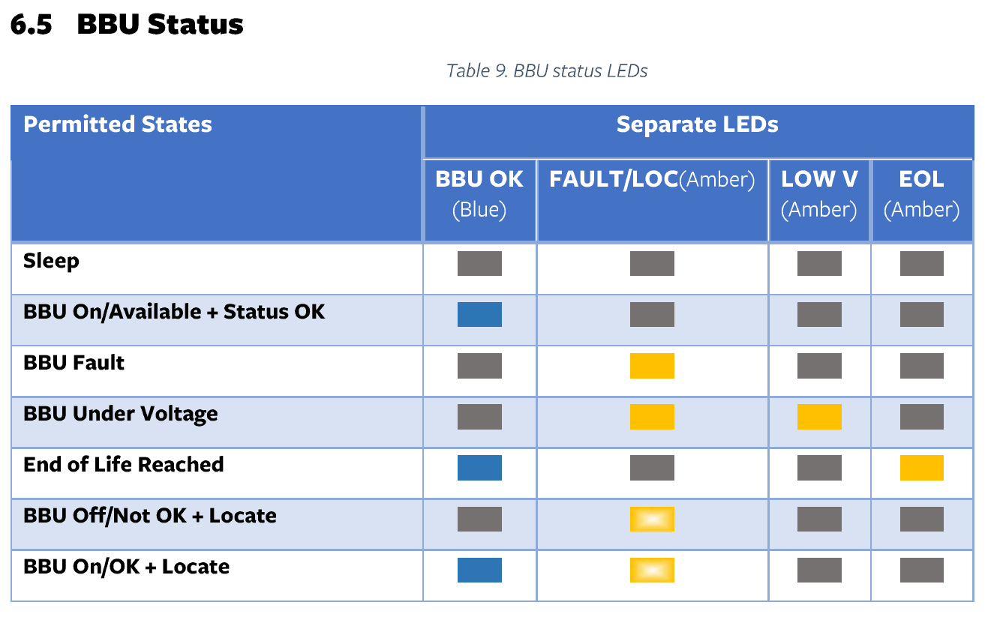 6.5 BBU Status
Table 9. BBU status LEDs
Permitted States
Separate LEDs
BBU OK
(Blue)
FAULT/LOC(Amber)
LOW V
(Amber)
EOL
(Amber)
Sleep
BBU On/Available + Status OK
BBU Fault
BBU Under Voltage
End of Life Reached
BBU Off/Not OK + Locate
BBU On/OK + Locate